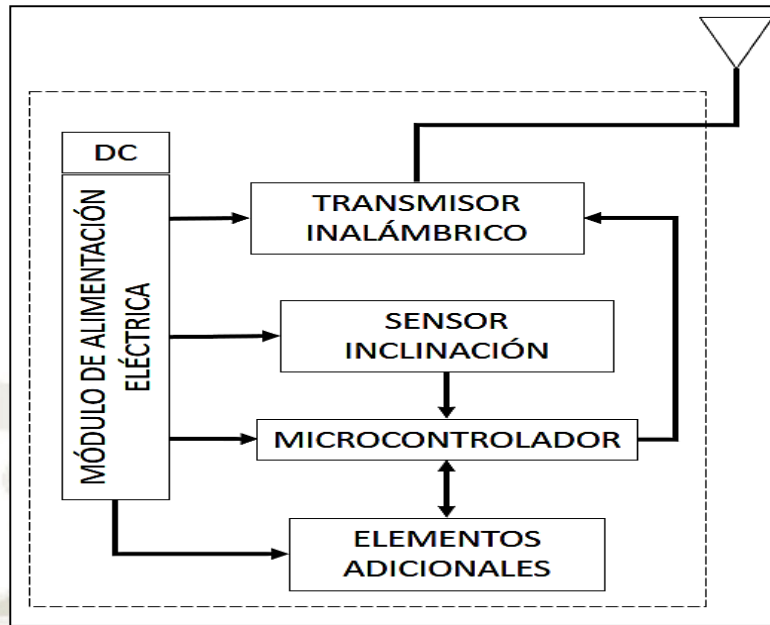 DC
MÓDULO DE ALIMENTACIÓN
ELÉCTRICA
TRANSMISOR
INALÁMBRICO
SENSOR
INCLINACIÓN
MICROCONTROLADOR
ELEMENTOS
ADICIONALES